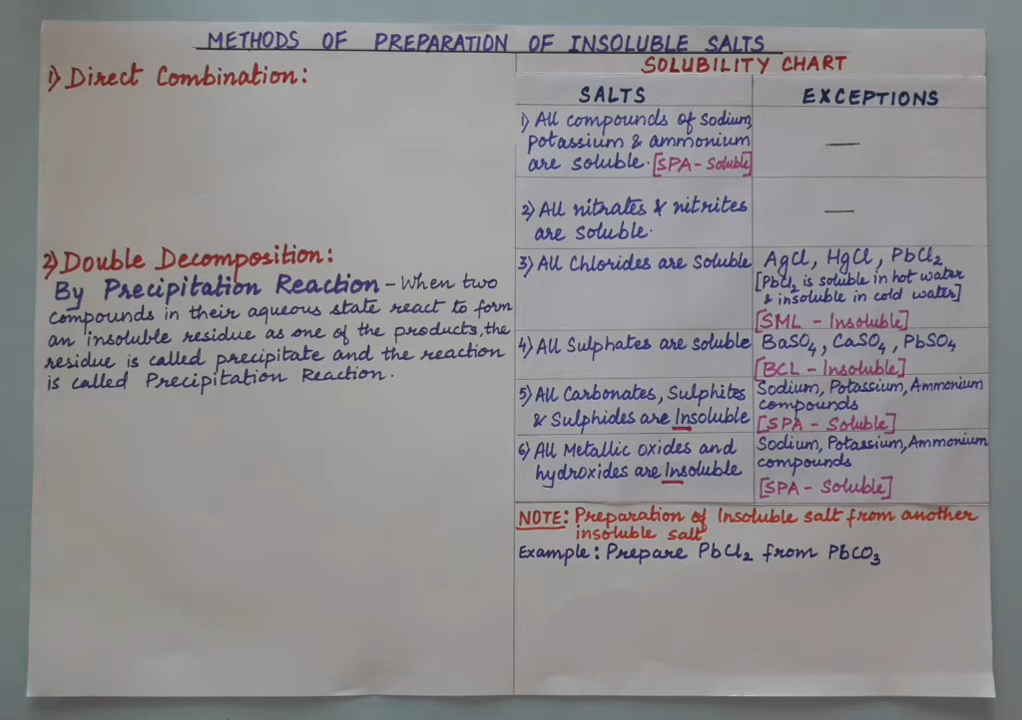 METHODS OF PREPARATION OF INSOLUBLE SALTS
1) Direct Combination:
2) Double Decomposition:
By Precipitation Reaction – When two
compounds in their aqueous state react to form
an insoluble residue as one of the products, the
residue is called precipitate and the reaction
is called Precipitation Reaction.
SOLUBILITY CHART
SALTS
EXCEPTIONS
1) All compounds of Sodium,
potassium & ammonium
are soluble. [SPA – Soluble]
—
2) All nitrates & nitrites
are soluble.
—
3) All Chlorides are Soluble
AgCl, HgCl, PbCl2
[PbCl2 is soluble in hot water
& insoluble in cold water]
[SML – Insoluble]
4) All Sulphates are Soluble
BaSO4, CaSO4, PbSO4
[BCL – Insoluble]
5) All Carbonates, Sulphites
& Sulphides are Insoluble
Sodium, Potassium, Ammonium
compounds
[SPA – Soluble]
6) All Metallic oxides and
hydroxides are Insoluble
Sodium, Potassium, Ammonium
compounds
[SPA – Soluble]
NOTE: Preparation of Insoluble salt from another
insoluble salt
Example: Prepare PbCl2 from PbCO3